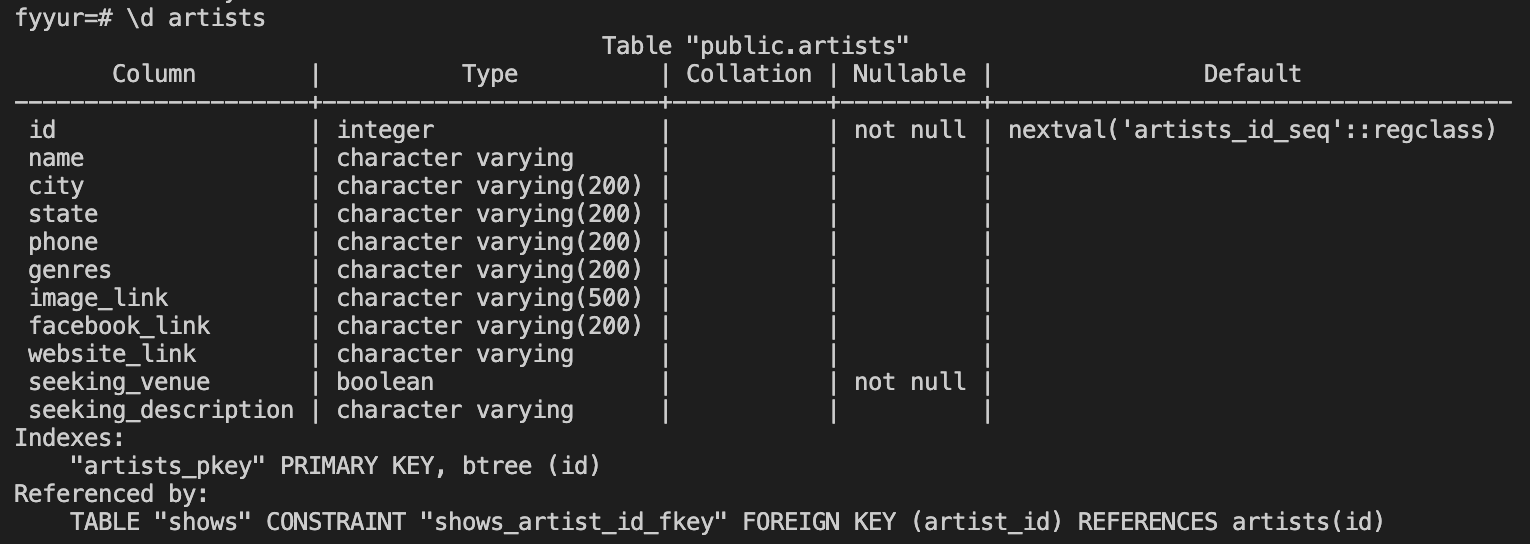 fyyur=# \d artists
                                          Table "public.artists"
       Column        |          Type          | Collation | Nullable |               Default
---------------------+------------------------+-----------+----------+-------------------------------------
 id                  | integer                |           | not null | nextval('artists_id_seq'::regclass)
 name                | character varying      |           |          |
 city                | character varying(200) |           |          |
 state               | character varying(200) |           |          |
 phone               | character varying(200) |           |          |
 genres              | character varying(200) |           |          |
 image_link          | character varying(500) |           |          |
 facebook_link       | character varying(200) |           |          |
 website_link        | character varying      |           |          |
 seeking_venue       | boolean                |           | not null |
 seeking_description | character varying      |           |          |
Indexes:
    "artists_pkey" PRIMARY KEY, btree (id)
Referenced by:
    TABLE "shows" CONSTRAINT "shows_artist_id_fkey" FOREIGN KEY (artist_id) REFERENCES artists(id)